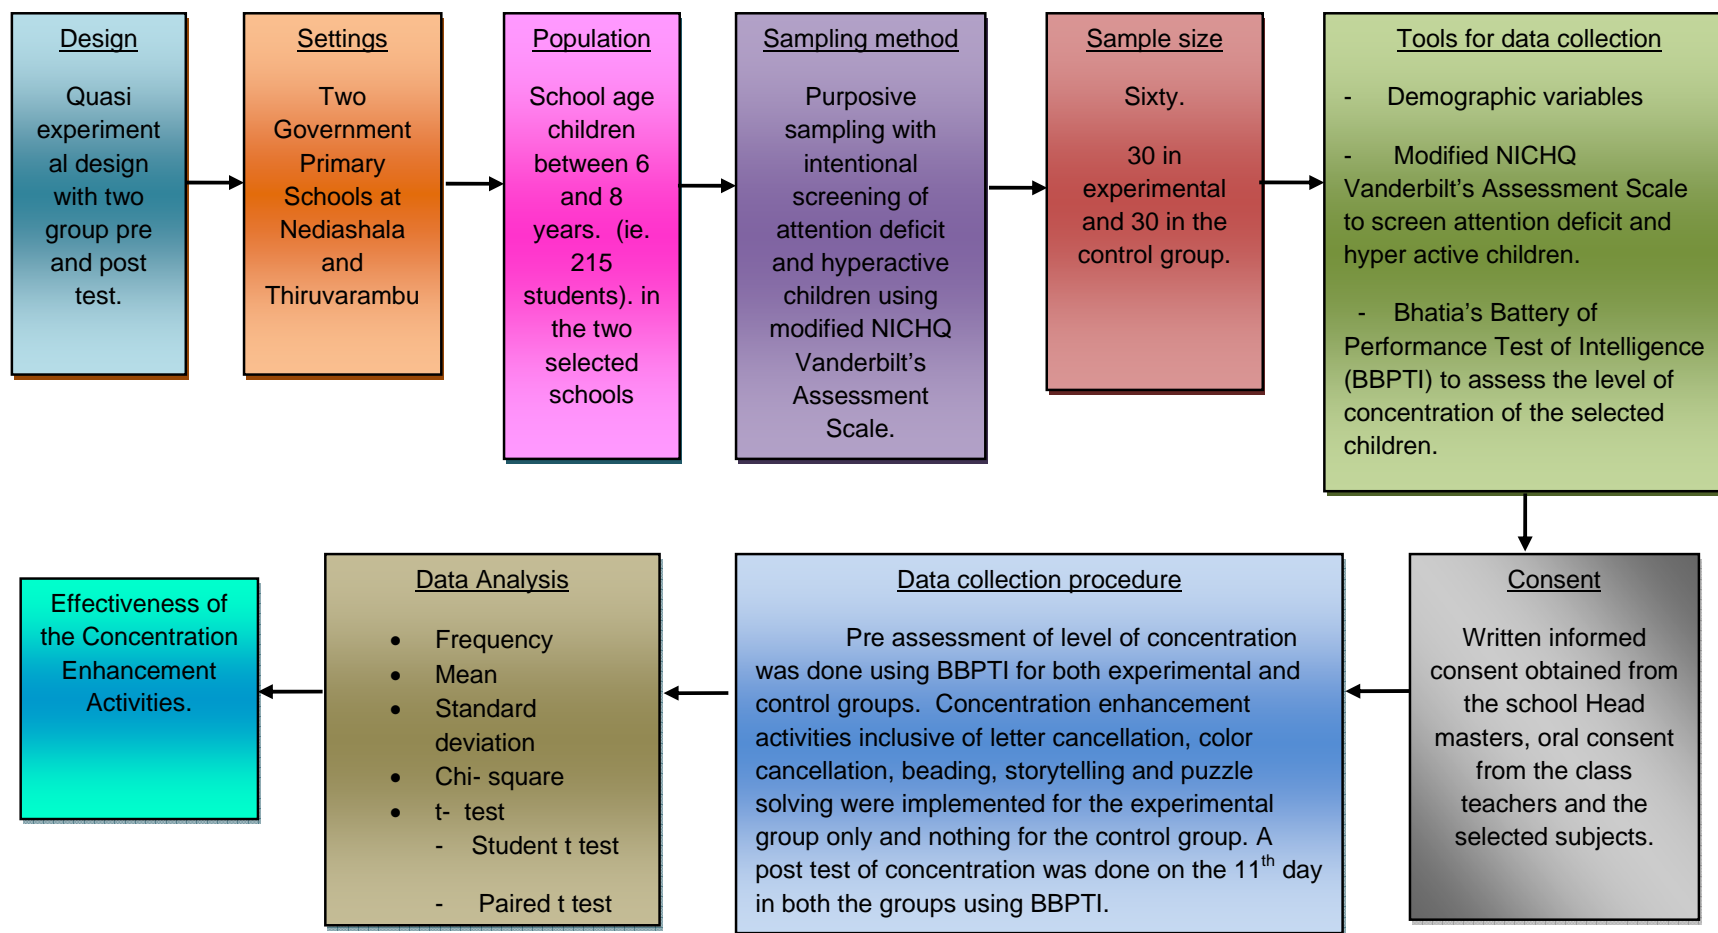 Design
Quasi
experiment
al design
with two
group pre
and post
test.
Settings
Two
Government
Primary
Schools at
Nediashala
and
Thiruvarambu
Population
School age
children
between 6
and 8
years.  (ie.
215
students). in
the two
selected
schools
Sampling method
Purposive
sampling with
intentional
screening of
attention deficit
and hyperactive
children using
modified NICHQ
Vanderbilt's
Assessment
Scale.
Sample size
Sixty.
30 in
experimental
and 30 in the
control group.
Tools for data collection
- Demographic variables
- Modified NICHQ
Vanderbilt's Assessment Scale
to screen attention deficit and
hyper active children.
- Bhatia's Battery of
Performance Test of Intelligence
(BBPTI) to assess the level of
concentration of the selected
children.
Consent
Written informed
consent obtained from
the school Head
masters, oral consent
from the class
teachers and the
selected subjects.
Data collection procedure
Pre assessment of level of concentration
was done using BBPTI for both experimental and
control groups.  Concentration enhancement
activities inclusive of letter cancellation, color
cancellation, beading, storytelling and puzzle
solving were implemented for the experimental
group only and nothing for the control group. A
post test of concentration was done on the 11th day
in both the groups using BBPTI.
Data Analysis
• Frequency
• Mean
• Standard
deviation
• Chi- square
• t- test
- Student t test
- Paired t test
Effectiveness of
the Concentration
Enhancement
Activities.